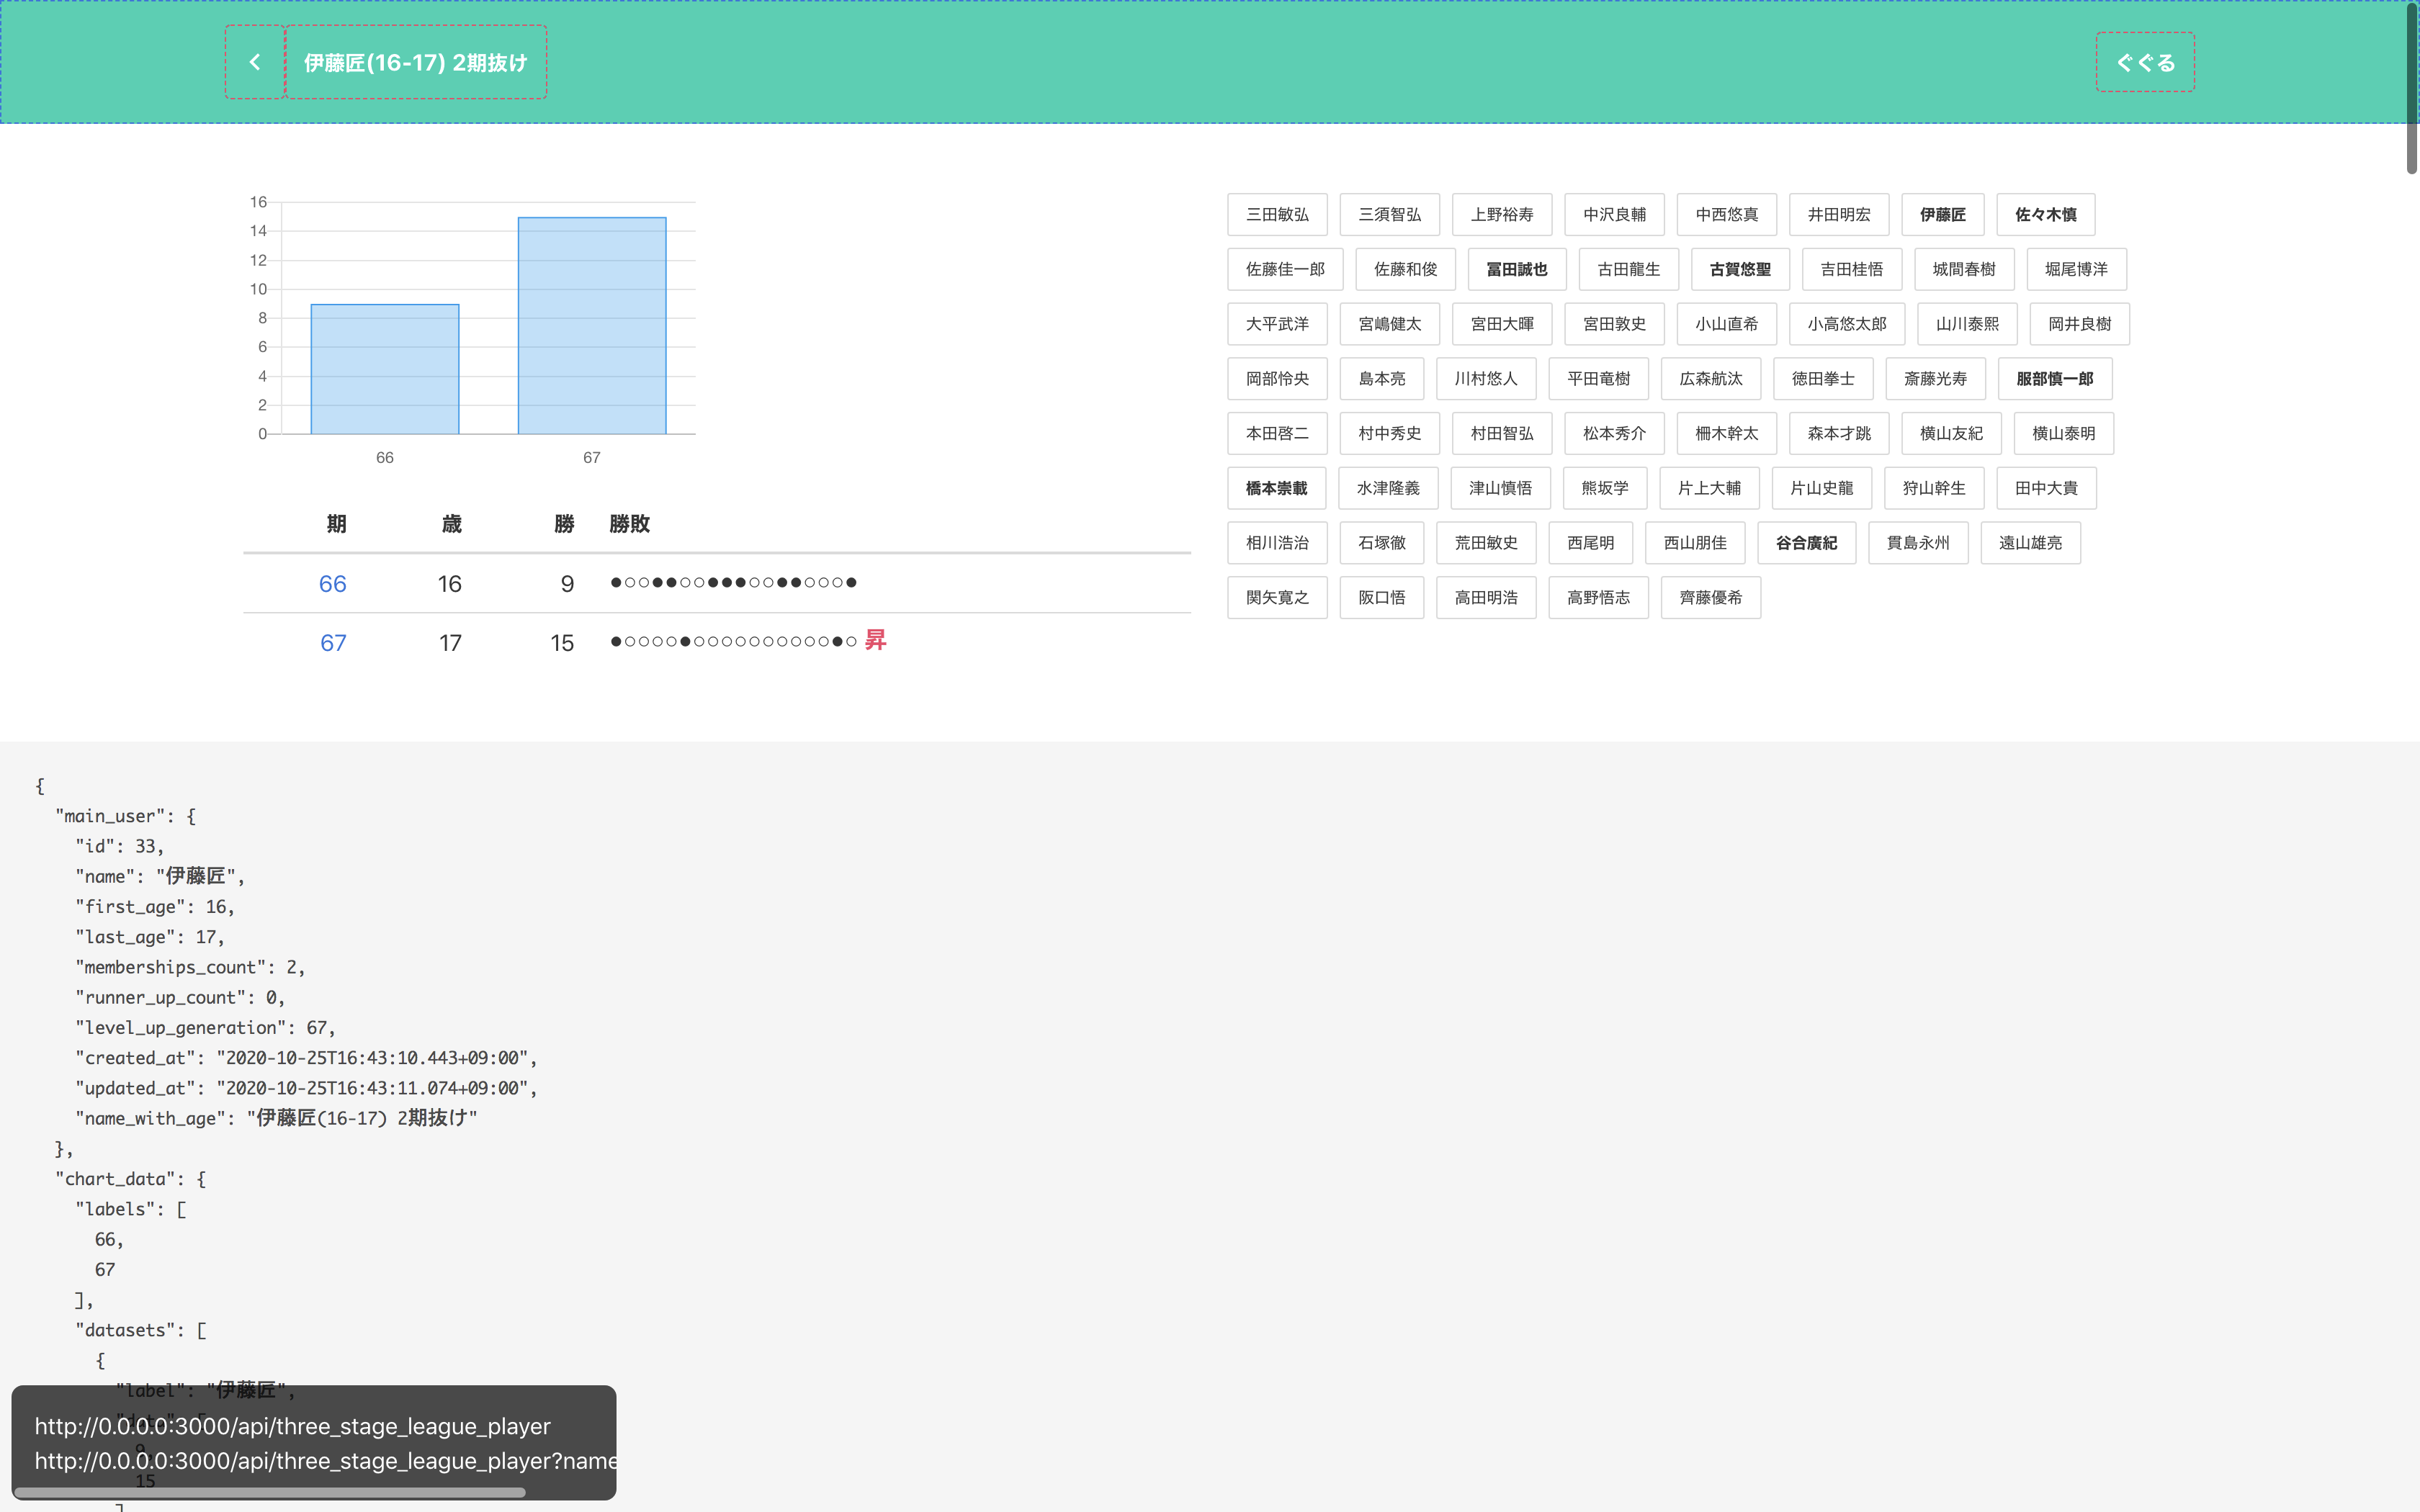 伊藤匠(16-17) 2期抜け
ぐぐる
16
14
12
10
8
6
4
2
0
66 67
期 歳 勝 勝敗
66 16 9 ●○○●●○○●●●○○●●○○○●
67 17 15 ●○○○○●○○○○○○○○○○●○ 昇
三田敏弘 三須智弘 上野裕寿 中沢良輔 中西悠真 井田明宏 伊藤匠 佐々木慎
佐藤佳一郎 佐藤和俊 冨田誠也 古田龍生 古賀悠聖 吉田桂悟 城間春樹 堀尾博洋
大平武洋 宮嶋健太 宮田大暉 宮田敦史 小山直希 小高悠太郎 山川泰熙 岡井良樹
岡部怜央 島本亮 川村悠人 平田竜樹 広森航汰 徳田拳士 斎藤光寿 服部慎一郎
本田啓二 村中秀史 村田智弘 松本秀介 柵木幹太 森本才跳 横山友紀 横山泰明
橋本崇載 水津隆義 津山慎悟 熊坂学 片上大輔 片山史龍 狩山幹生 田中大貴
相川浩治 石塚徹 荒田敏史 西尾明 西山朋佳 谷合廣紀 貫島永州 遠山雄亮
関矢寛之 阪口悟 高田明浩 高野悟志 齊藤優希
{
"main_user": {
"id": 33,
"name": "伊藤匠",
"first_age": 16,
"last_age": 17,
"memberships_count": 2,
"runner_up_count": 0,
"level_up_generation": 67,
"created_at": "2020-10-25T16:43:10.443+09:00",
"updated_at": "2020-10-25T16:43:11.074+09:00",
"name_with_age": "伊藤匠(16-17) 2期抜け"
},
"chart_data": {
"labels": [
66,
67
],
"datasets": [
{
"label": "伊藤匠",
http://0.0.0.0:3000/api/three_stage_league_player
http://0.0.0.0:3000/api/three_stage_league_player?name
15